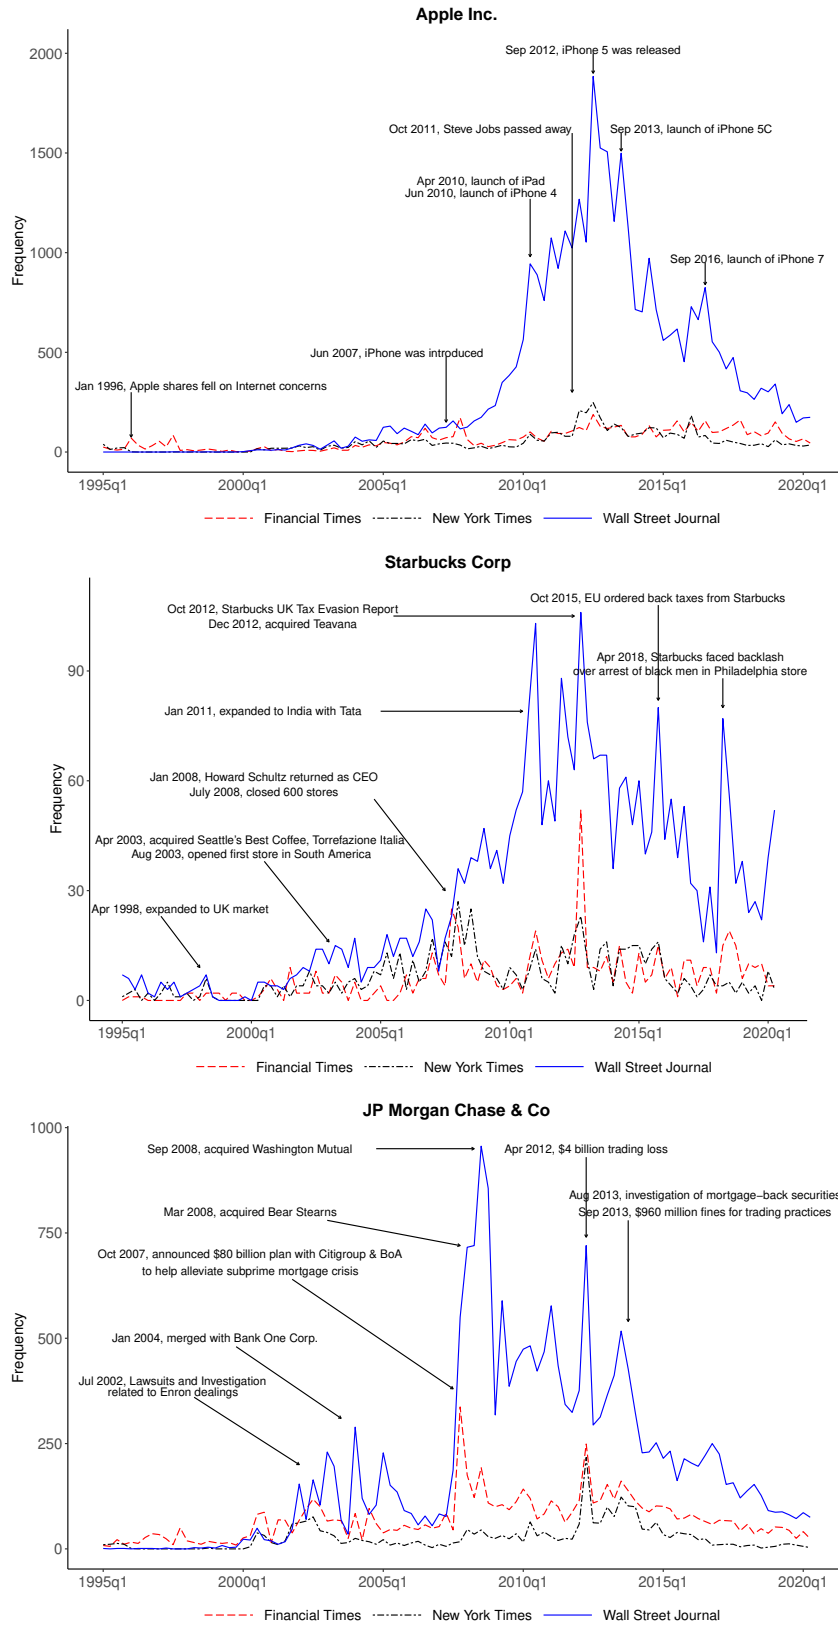 Apple Inc.
2000
Sep 2012, iPhone 5 was released
Oct 2011, Steve Jobs passed away
Sep 2013, launch of iPhone 5C
1500
Apr 2010, launch of iPad
Jun 2010, launch of iPhone 4
Frequency
1000
Sep 2016, launch of iPhone 7
500
Jun 2007, iPhone was introduced
Jan 1996, Apple shares fell on Internet concerns
0
1995q1 2000q1 2005q1 2010q1 2015q1 2020q1
Financial Times New York Times Wall Street Journal
Starbucks Corp
Oct 2015, EU ordered back taxes from Starbucks
Oct 2012, Starbucks UK Tax Evasion Report
Dec 2012, acquired Teavana
90
Apr 2018, Starbucks faced backlash
over arrest of black men in Philadelphia store
Jan 2011, expanded to India with Tata
Frequency
60
Jan 2008, Howard Schultz returned as CEO
July 2008, closed 600 stores
Apr 2003, acquired Seattle's Best Coffee, Torrefazione Italia
Aug 2003, opened first store in South America
30
Apr 1998, expanded to UK market
0
1995q1 2000q1 2005q1 2010q1 2015q1 2020q1
Financial Times New York Times Wall Street Journal
JP Morgan Chase & Co
1000
Sep 2008, acquired Washington Mutual
Apr 2012, $4 billion trading loss
Aug 2013, investigation of mortgage−back securities
Sep 2013, $960 million fines for trading practices
Mar 2008, acquired Bear Stearns
750
Oct 2007, announced $80 billion plan with Citigroup & BoA
to help alleviate subprime mortgage crisis
Frequency
500
Jan 2004, merged with Bank One Corp.
Jul 2002, Lawsuits and Investigation
related to Enron dealings
250
0
1995q1 2000q1 2005q1 2010q1 2015q1 2020q1
Financial Times New York Times Wall Street Journal